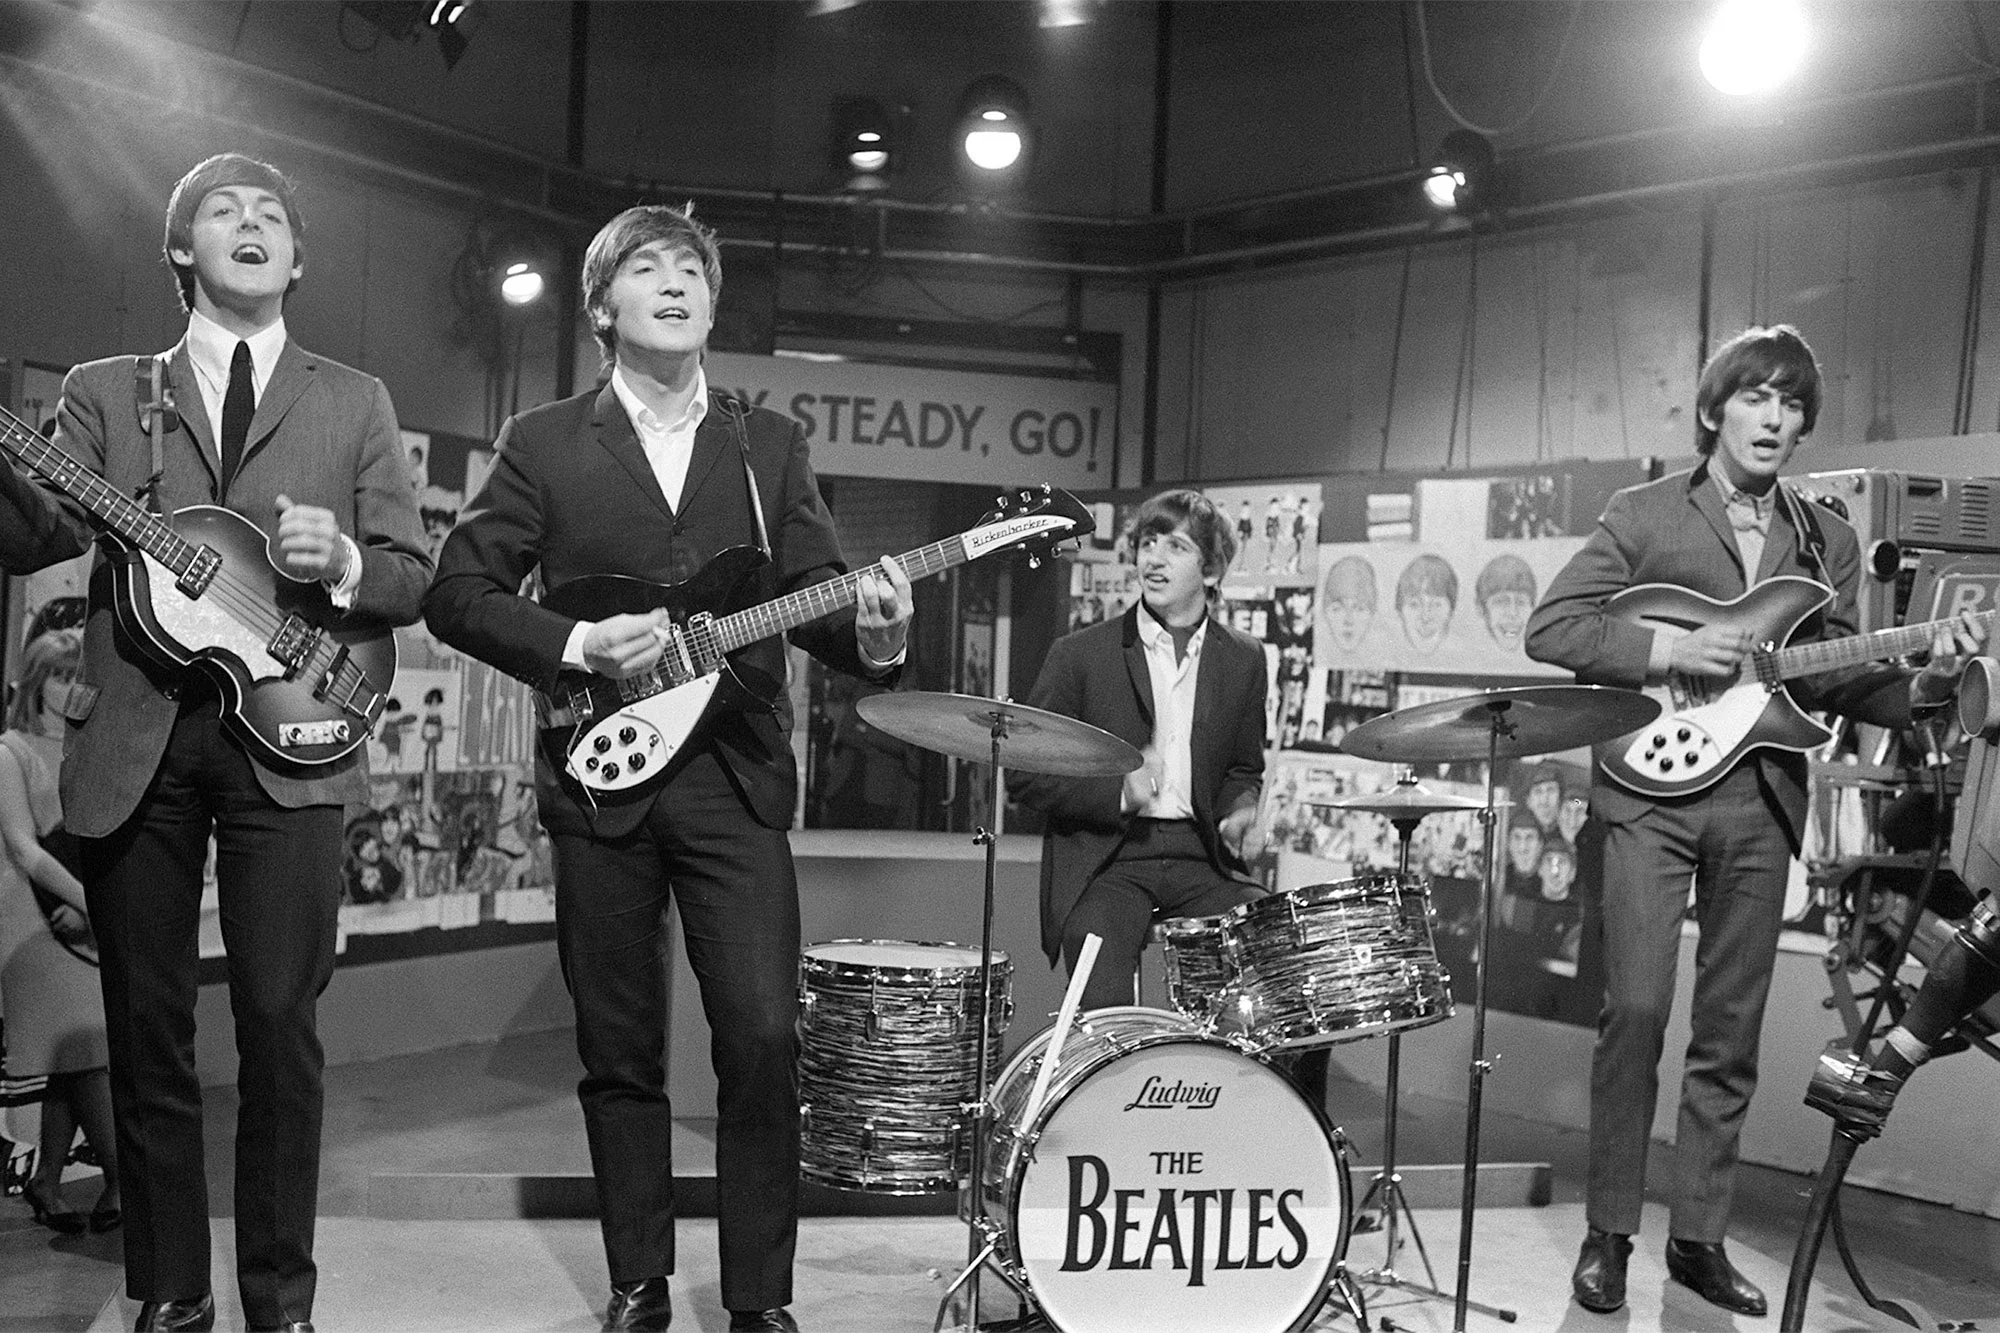 Y STEADY, GO!
Rickenbacker
Ludwig
THE
BEATLES